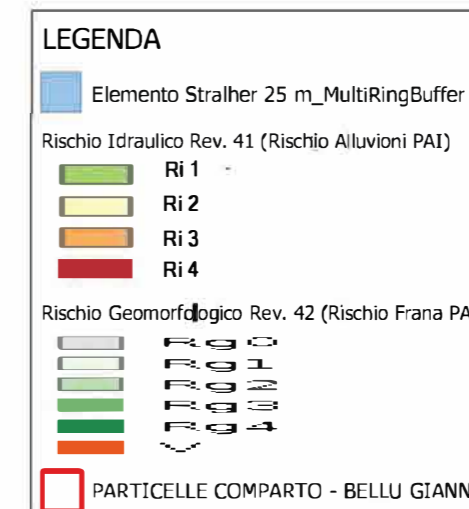 LEGENDA
Elemento Stralher 25 m_MultiRingBuffer
Rischio Idraulico Rev. 41 (Rischio Alluvioni PAI)
Ri 1
Ri 2
Ri 3
Ri 4
Rischio Geomorfologico Rev. 42 (Rischio Frana PA
Rg0
Rg1
Rg2
Rg3
Rg4
V
PARTICELLE COMPARTO - BELLU GIANN